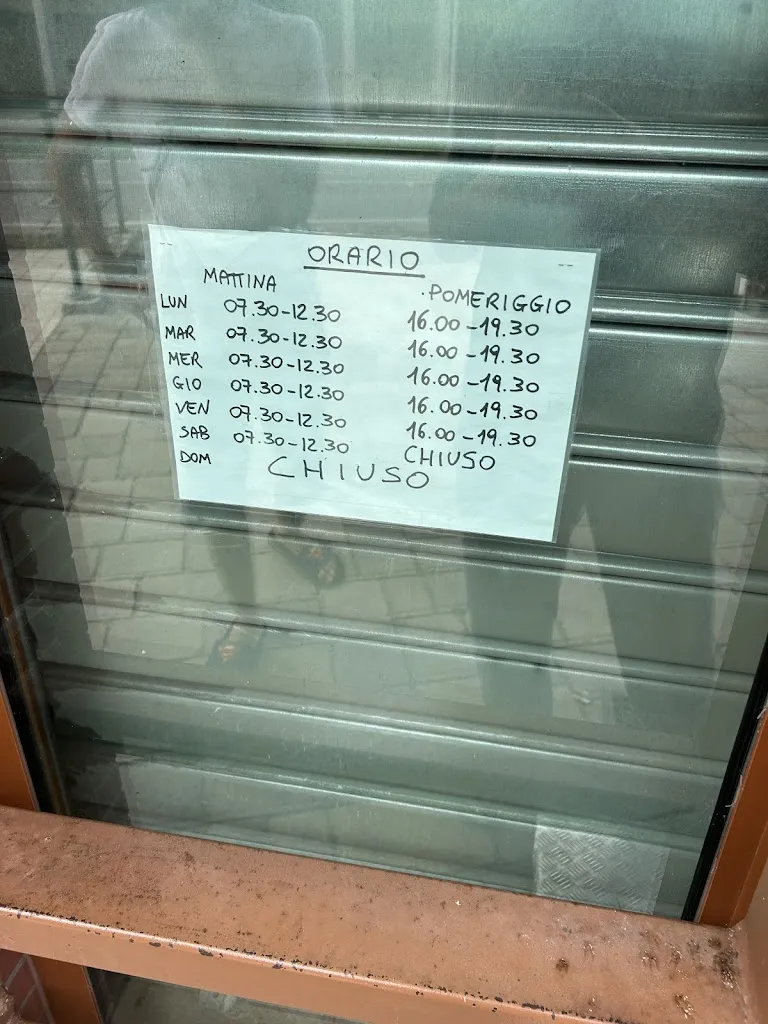 ORARIO
MATTINA POMERIGGIO
LUN 07.30-12.30 16.00-19.30
MAR 07.30-12.30 16.00-19.30
MER 07.30-12.30 16.00-19.30
GIO 07.30-12.30 16.00-19.30
VEN 07.30-12.30 16.00-19.30
SAB 07.30-12.30 CHIUSO
DOM CHIUSO